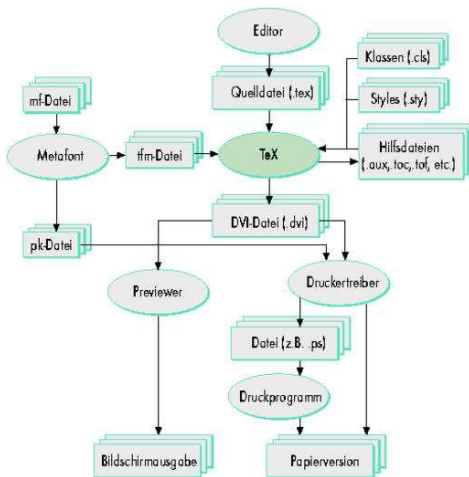 Editor
Klassen (.cls)
mf-Datei
Quelldatei (.tex)
Styles (.sty)
Metafont
tfm-Datei
TeX
Hilfsdateien
(.aux,.toc,.tof, etc.)
DVI-Datei (.dvi)
pk-Datei
Previewer
Druckertreiber
Datei (z.B. .ps)
Druckprogramm
Bildschirmausgabe
Papierversion